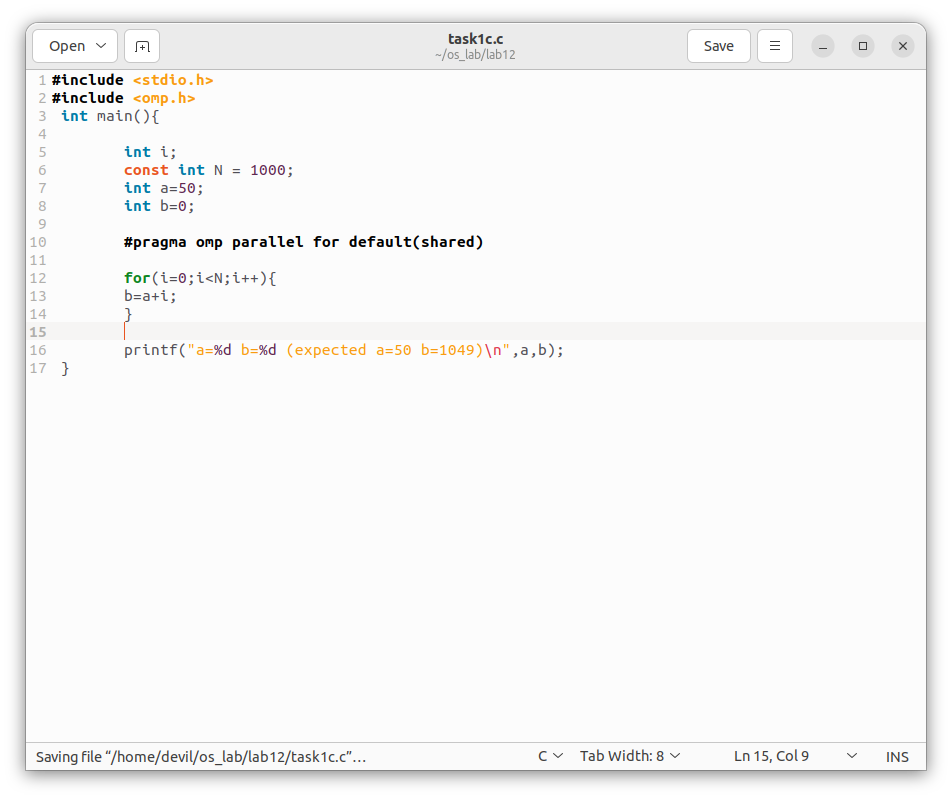 Open
task1c.c
~/os_lab/lab12
Save
1 #include <stdio.h>
2 #include <omp.h>
3 int main(){
4
5 int i;
6 const int N = 1000;
7 int a=50;
8 int b=0;
9
10 #pragma omp parallel for default(shared)
11
12 for(i=0;i<N;i++){
13 b=a+i;
14 }
15
16 printf("a=%d b=%d (expected a=50 b=1049)\n",a,b);
17 }
Saving file “/home/devil/os_lab/lab12/task1c.c”… C Tab Width: 8 Ln 15, Col 9 INS